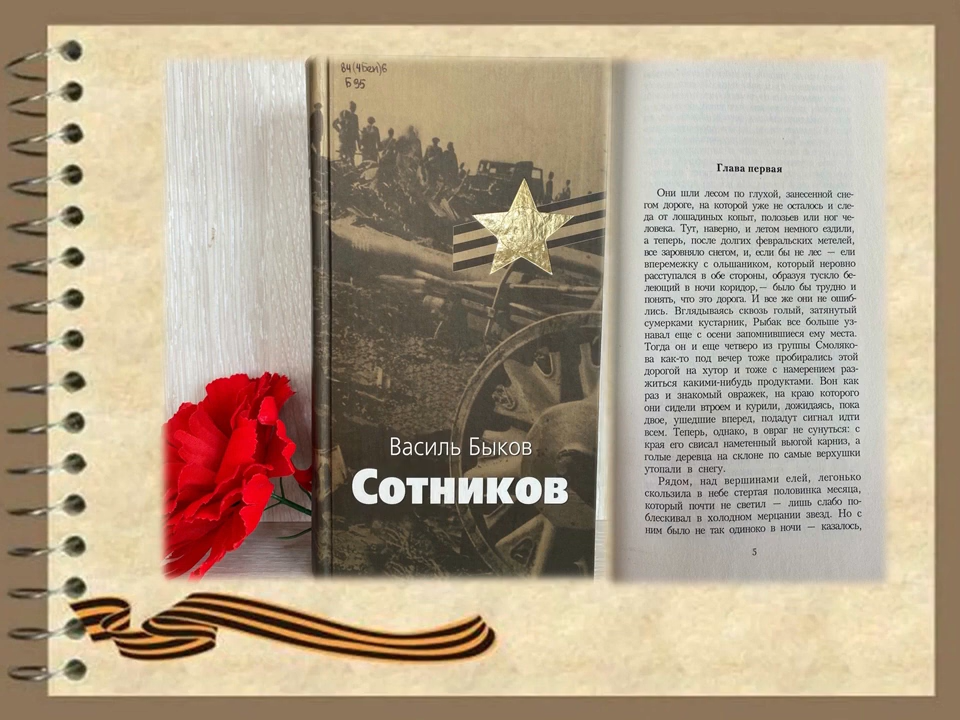 84(4Беи)6
Б 95
Василь Быков
Сотников
Глава первая
Они шли лесом по глухой, занесенной сне-
гом дороге, на которой уже не осталось и сле-
да от лошадиных копыт, полозьев или ног че-
ловека. Тут, наверно, и летом немного ездили,
а теперь, после долгих февральских метелей,
все заровняло снегом, и, если бы не лес — ели
вперемежку с ольшаником, который неровно
расступался в обе стороны, образуя тускло бе-
леющий в ночи коридор,— было бы трудно и
понять, что это дорога. И все же они не ошиб-
лись. Вглядываясь сквозь голый, затянутый
сумерками кустарник, Рыбак все больше уз-
навал еще с осени запомнившиеся ему места.
Тогда он и еще четверо из группы Смоляко-
ва как-то под вечер тоже пробирались этой
дорогой на хутор и тоже с намерением раз-
житься какими-нибудь продуктами. Вон как
раз и знакомый овражек, на краю которого
они сидели втроем и курили, дожидаясь, пока
двое, ушедшие вперед, подадут сигнал идти
всем. Теперь, однако, в овраг не сунуться: с
края его свисал наметенный вьюгой карниз, а
голые деревца на склоне по самые верхушки
утопали в снегу.
Рядом, над вершинами елей, легонько
скользила в небе стертая половинка месяца,
который почти не светил — лишь слабо по-
блескивал в холодном мерцании звезд. Но с
ним было не так одиноко в ночи — казалось,
5